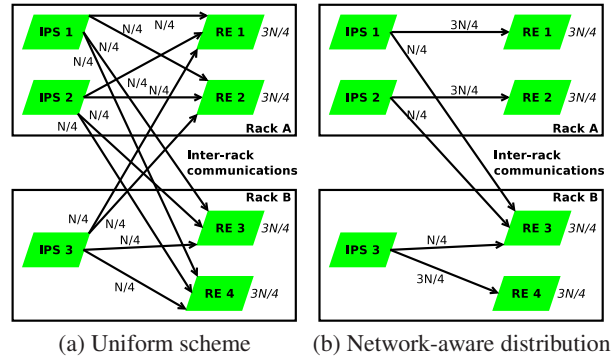 IPS 1
N/4
N/4
RE 1
3N/4
N/4
N/4
N/4
N/4
IPS 2
N/4
N/4
RE 2
3N/4
N/4
N/4
Rack A
Inter-rack
communications
Rack B
N/4
N/4
IPS 3
N/4
RE 3
3N/4
N/4
RE 4
3N/4
(a) Uniform scheme
IPS 1
3N/4
RE 1
3N/4
N/4
IPS 2
3N/4
RE 2
3N/4
N/4
Rack A
Inter-rack
communications
Rack B
IPS 3
N/4
RE 3
3N/4
3N/4
RE 4
3N/4
(b) Network-aware distribution